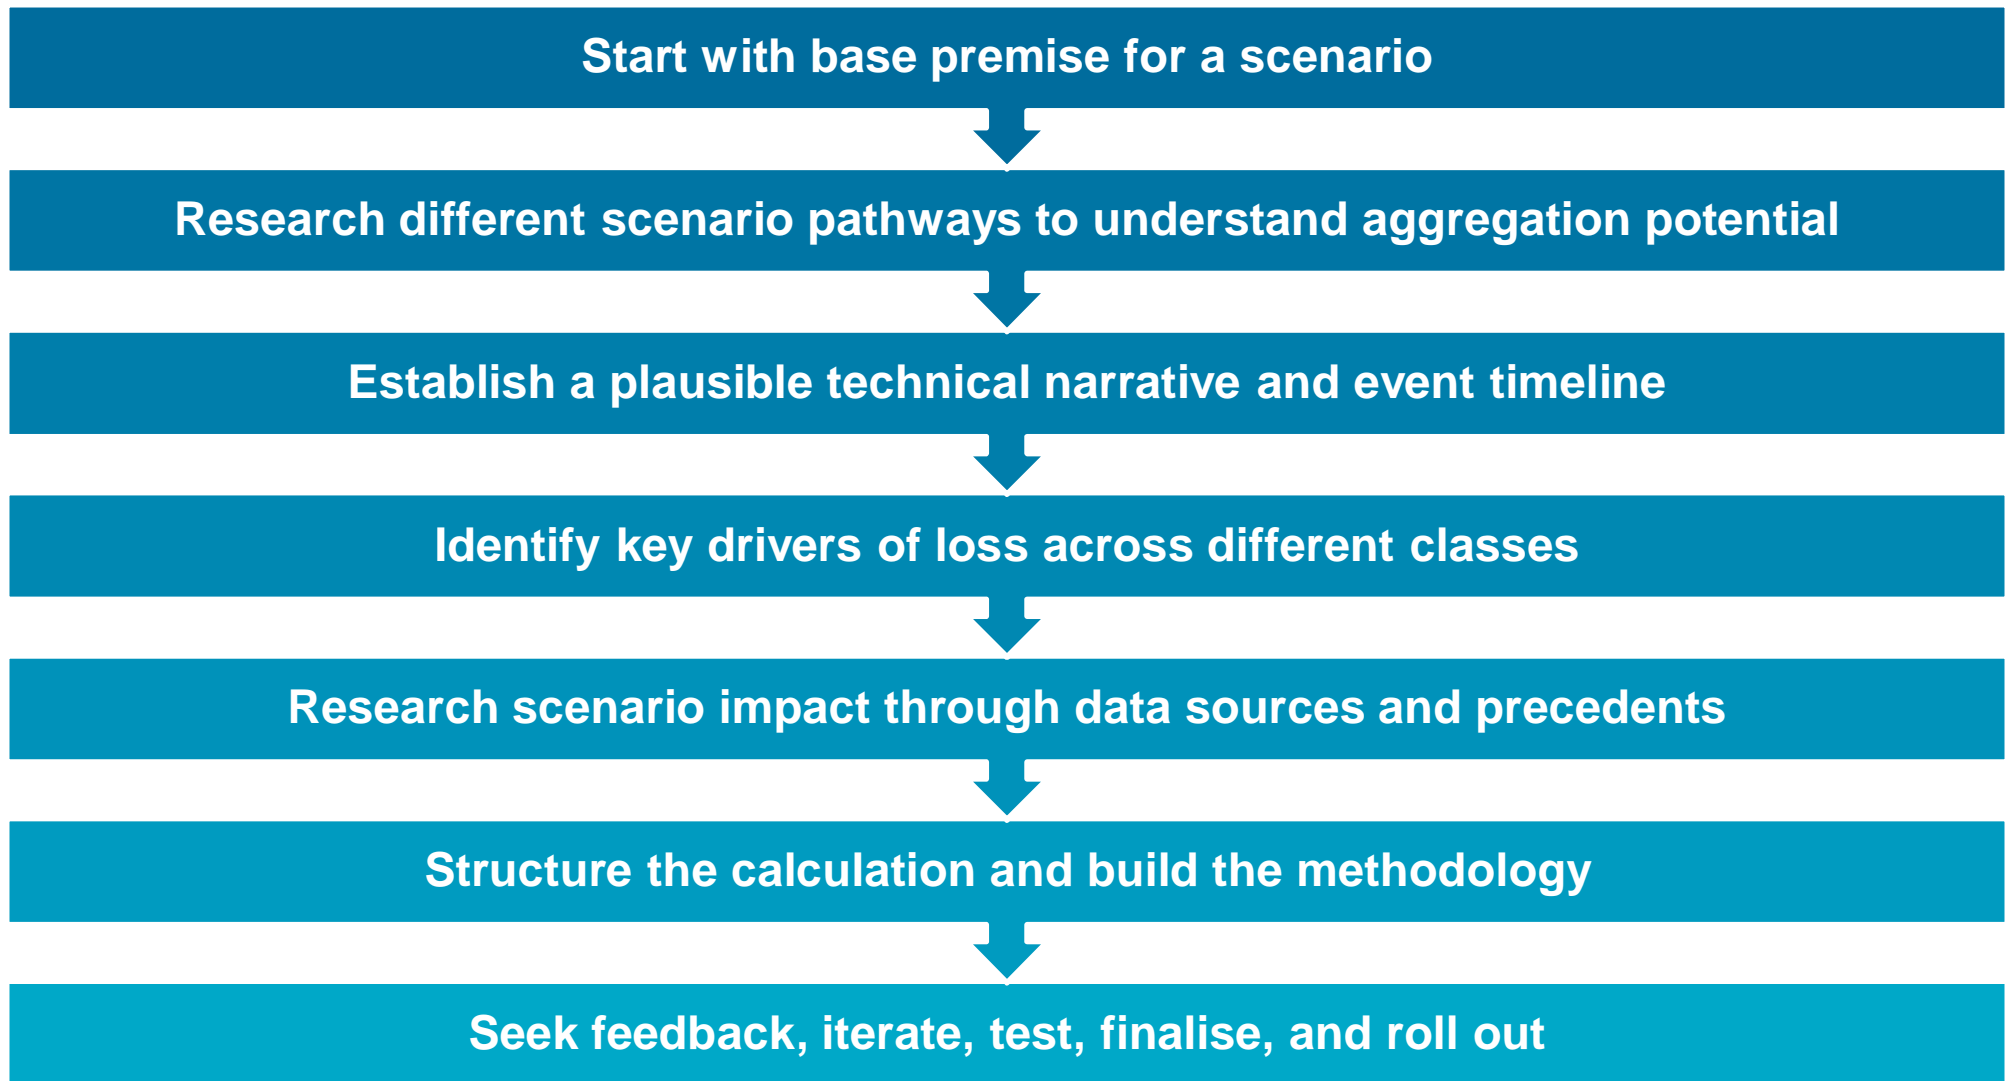 Start with base premise for a scenario
Research different scenario pathways to understand aggregation potential
Establish a plausible technical narrative and event timeline
Identify key drivers of loss across different classes
Research scenario impact through data sources and precedents
Structure the calculation and build the methodology
Seek feedback, iterate, test, finalise, and roll out